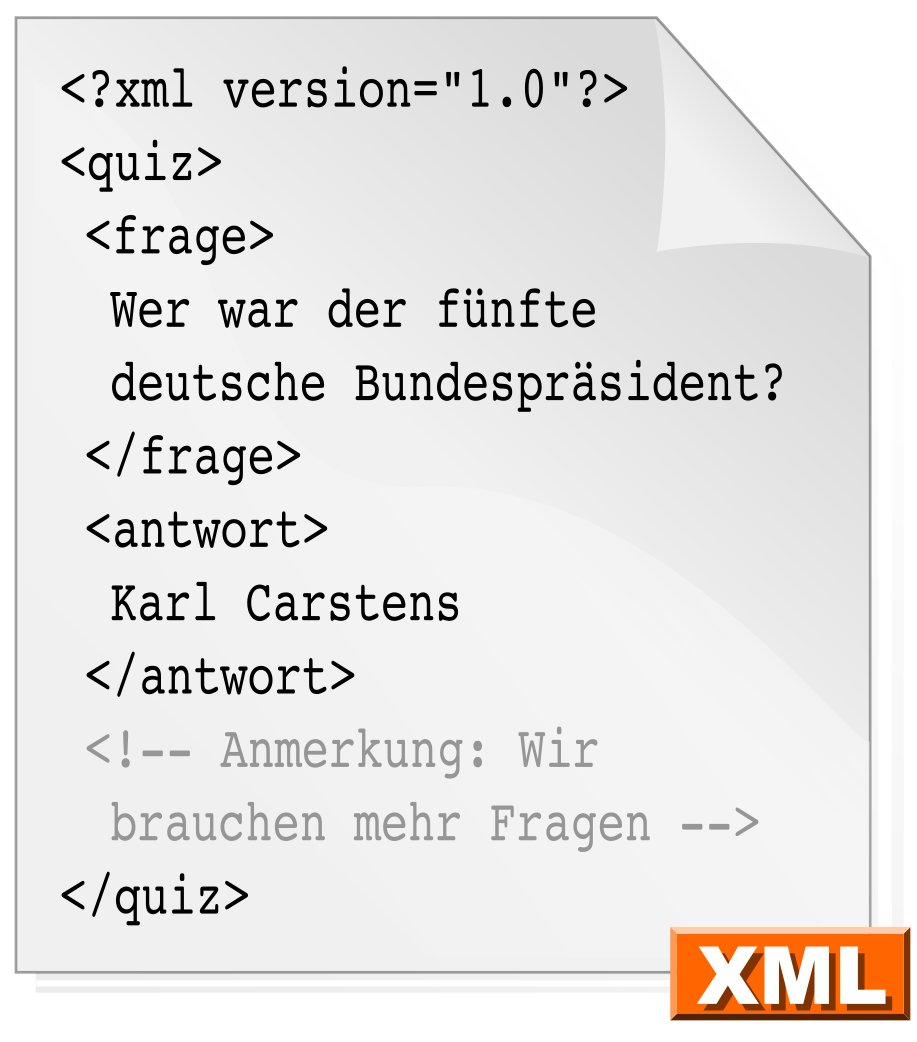 <?xml version="1.0"?>
<quiz>
<frage>
Wer war der fünfte
deutsche Bundespräsident?
</frage>
<antwort>
Karl Carstens
</antwort>
<!-- Anmerkung: Wir
brauchen mehr Fragen -->
</quiz>
XML